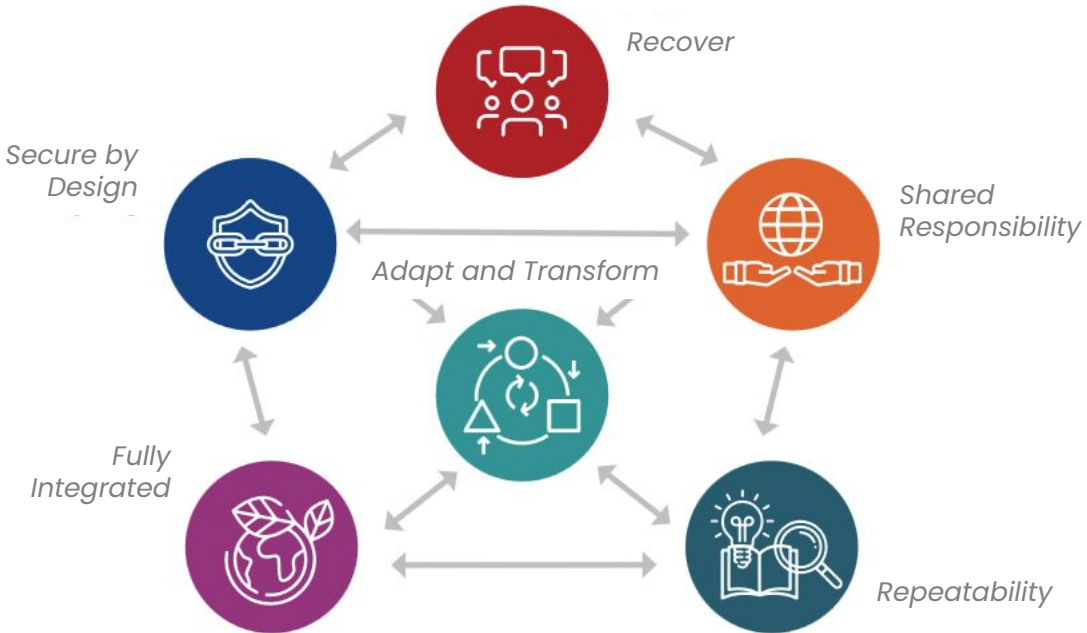 Recover
Secure by
Design
Shared
Responsibility
Adapt and Transform
Fully
Integrated
Repeatability